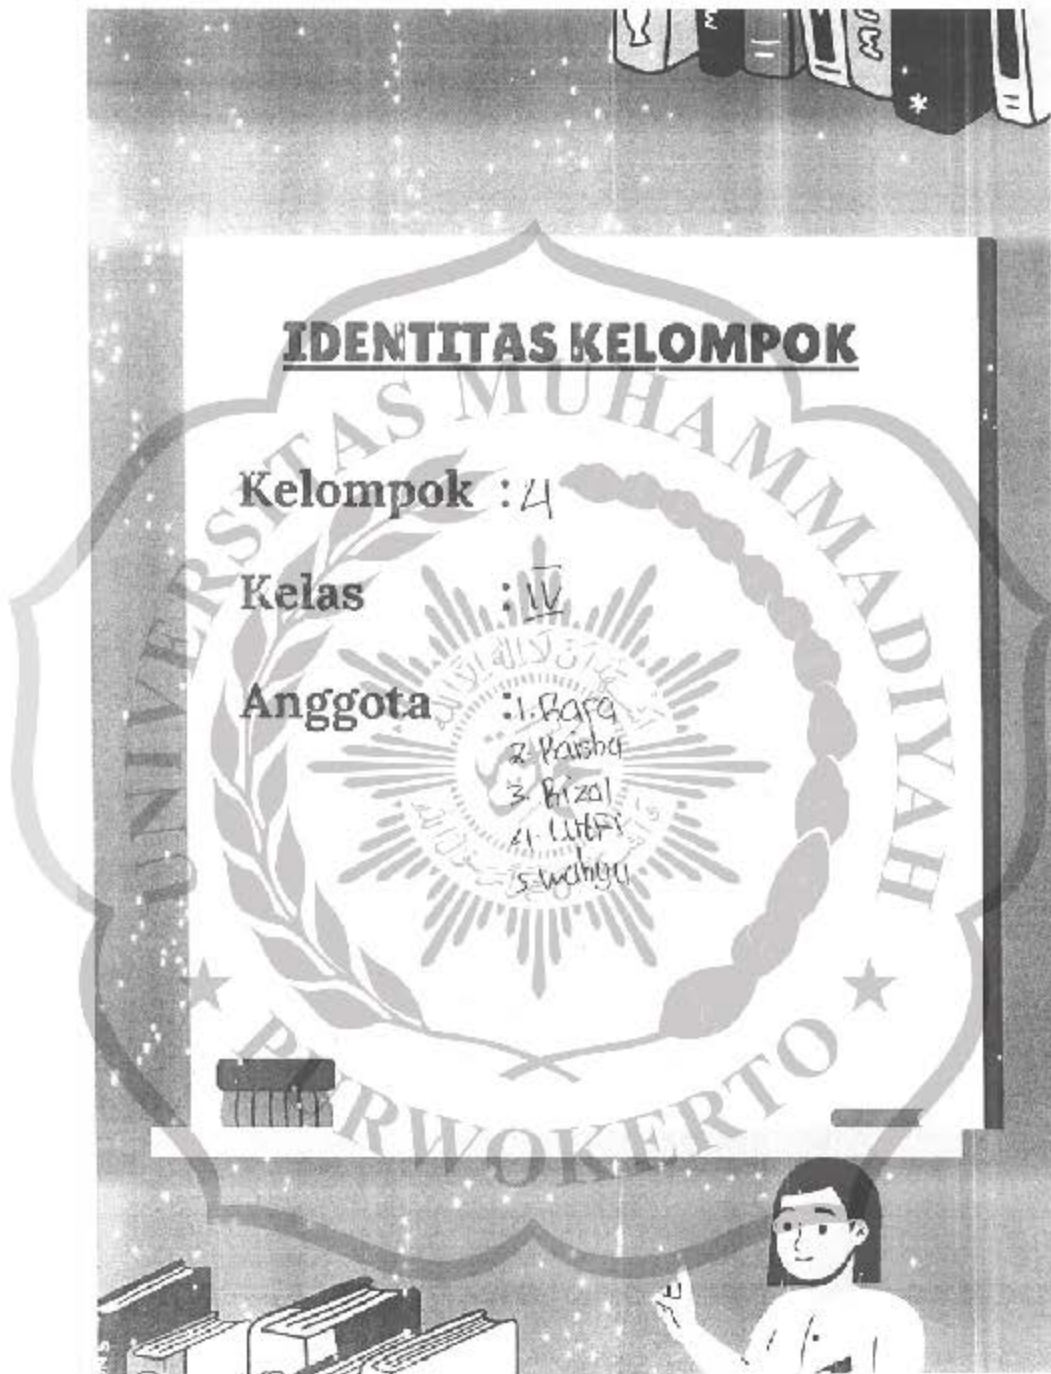 IDENTITAS KELOMPOK
UNIVERSITAS MUHAMMADIYAH
Kelompok : 4
Kelas : IV
Anggota : 1. Rafa
2. Raisha
3. Rizal
4. Lutfi
5. Wahyu
PURWOKERTO